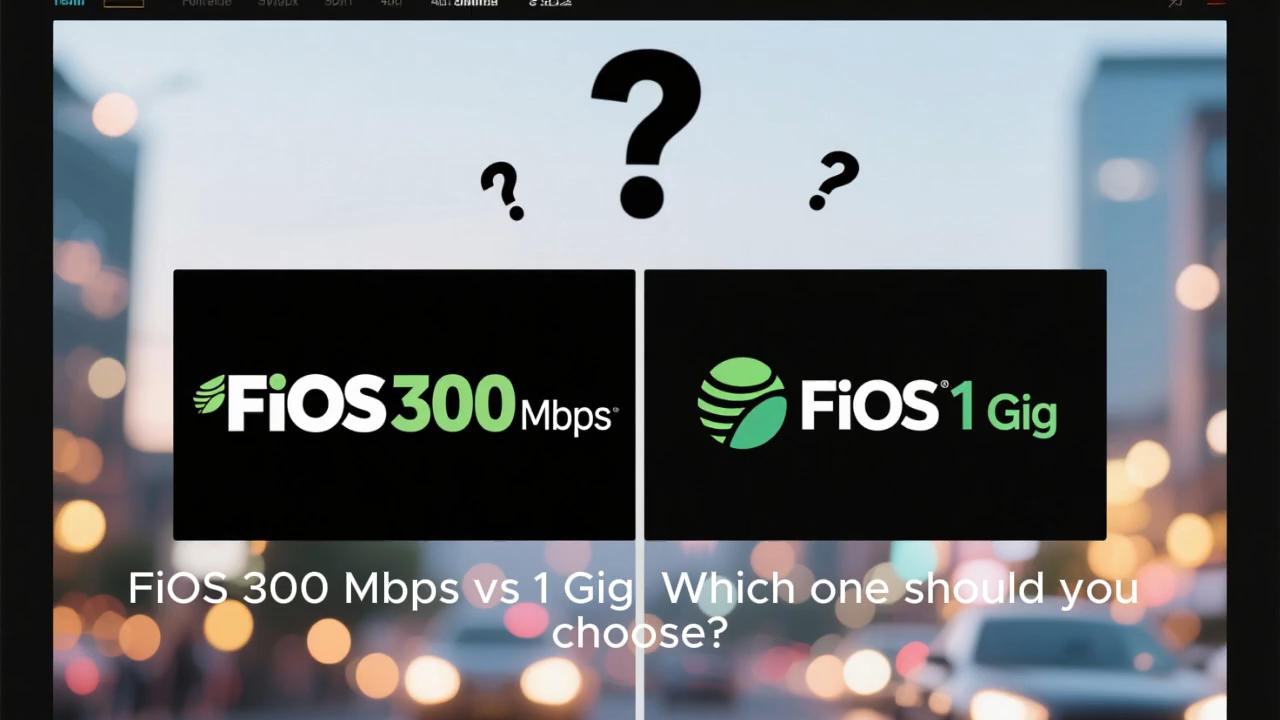 ? ? ?
FiOS 300 Mbps
FiOS® 1 Gig
FiOS 300 Mbps vs 1 Gig Which one should you
choose?